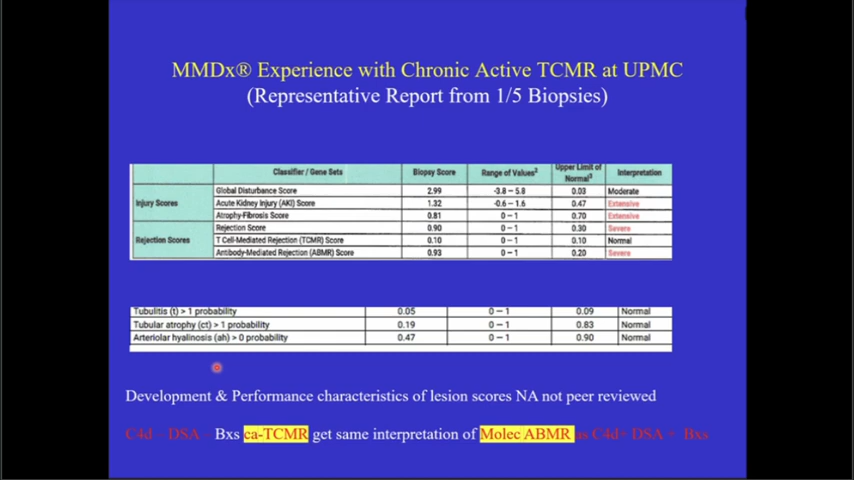 MMDx® Experience with Chronic Active TCMR at UPMC
(Representative Report from 1/5 Biopsies)
Classifier / Gene Sets Biopsy Score Range of Values³ Upper Limit of Normal³ Interpretation
Injury Scores
Global Disturbance Score 2.99 -3.8 – 5.8 0.03 Moderate
Acute Kidney Injury (AKI) Score 1.32 -0.6 – 1.6 0.47 Extensive
Atrophy-Fibrosis Score 0.81 0 – 1 0.70 Extensive
Rejection Scores
Rejection Score 0.90 0 – 1 0.30 Severe
T Cell-Mediated Rejection (TCMR) Score 0.10 0 – 1 0.10 Normal
Antibody-Mediated Rejection (ABMR) Score 0.93 0 – 1 0.20 Severe
Tubulitis (t) > 1 probability 0.05 0 – 1 0.09 Normal
Tubular atrophy (ct) > 1 probability 0.19 0 – 1 0.83 Normal
Arteriolar hyalinosis (ah) > 0 probability 0.47 0 – 1 0.90 Normal
Development & Performance characteristics of lesion scores NA not peer reviewed
C4d - DSA - Bxs ca-TCMR get same interpretation of Molec ABMR as C4d+ DSA + Bxs